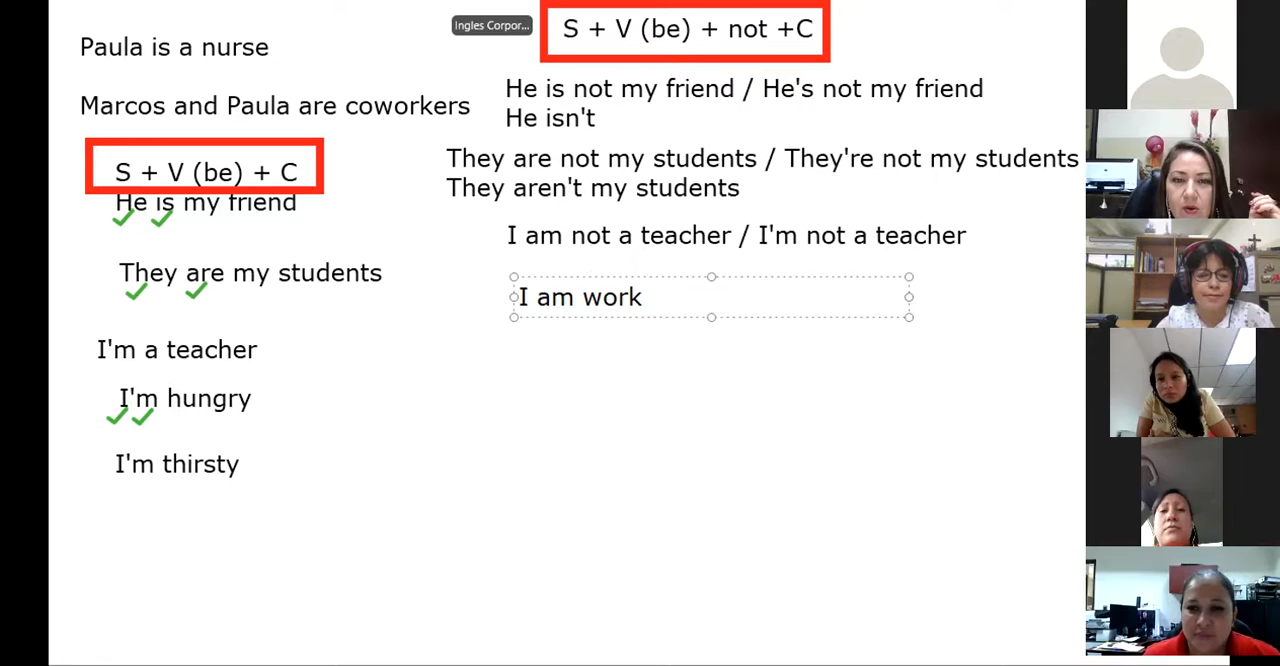 Paula is a nurse
Marcos and Paula are coworkers
S + V (be) + C
He is my friend
They are my students
I'm a teacher
I'm hungry
I'm thirsty
Ingles Corpor...
S + V (be) + not +C
He is not my friend / He's not my friend
He isn't
They are not my students / They're not my students
They aren't my students
I am not a teacher / I'm not a teacher
I am work